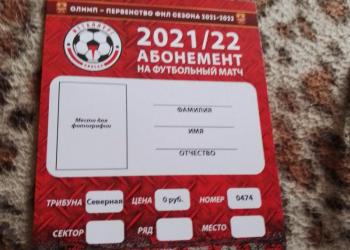 ОЛИМП – ПЕРВЕНСТВО ФНЛ СЕЗОНА 2021-2022
2021/22
АБОНЕМЕНТ
НА ФУТБОЛЬНЫЙ МАТЧ
Место для фотографии
ФАМИЛИЯ
ИМЯ
ОТЧЕСТВО
ТРИБУНА Северная ЦЕНА 0 руб. НОМЕР 0474
СЕКТОР РЯД МЕСТО